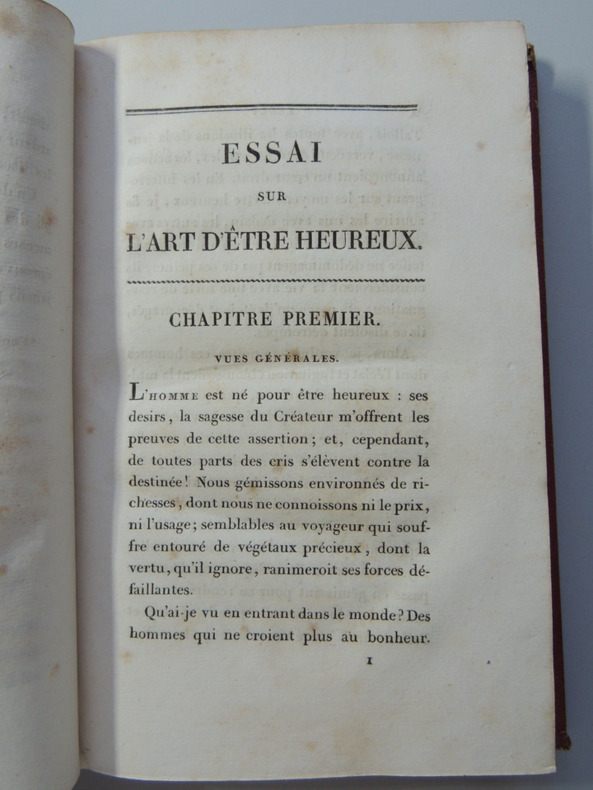 ESSAI
SUR
L'ART D'ÊTRE HEUREUX.
CHAPITRE PREMIER.
VUES GÉNÉRALES.
L'HOMME est né pour être heureux : ses
desirs, la sagesse du Créateur m'offrent les
preuves de cette assertion ; et, cependant,
de toutes parts des cris s'élèvent contre la
destinée! Nous gémissons environnés de ri-
chesses, dont nous ne connoissons ni le prix,
ni l'usage; semblables au voyageur qui souf-
fre entouré de végétaux précieux, dont la
vertu, qu'il ignore, ranimeroit ses forces dé-
faillantes.
Qu'ai-je vu en entrant dans le monde? Des
hommes qui ne croient plus au bonheur.
1